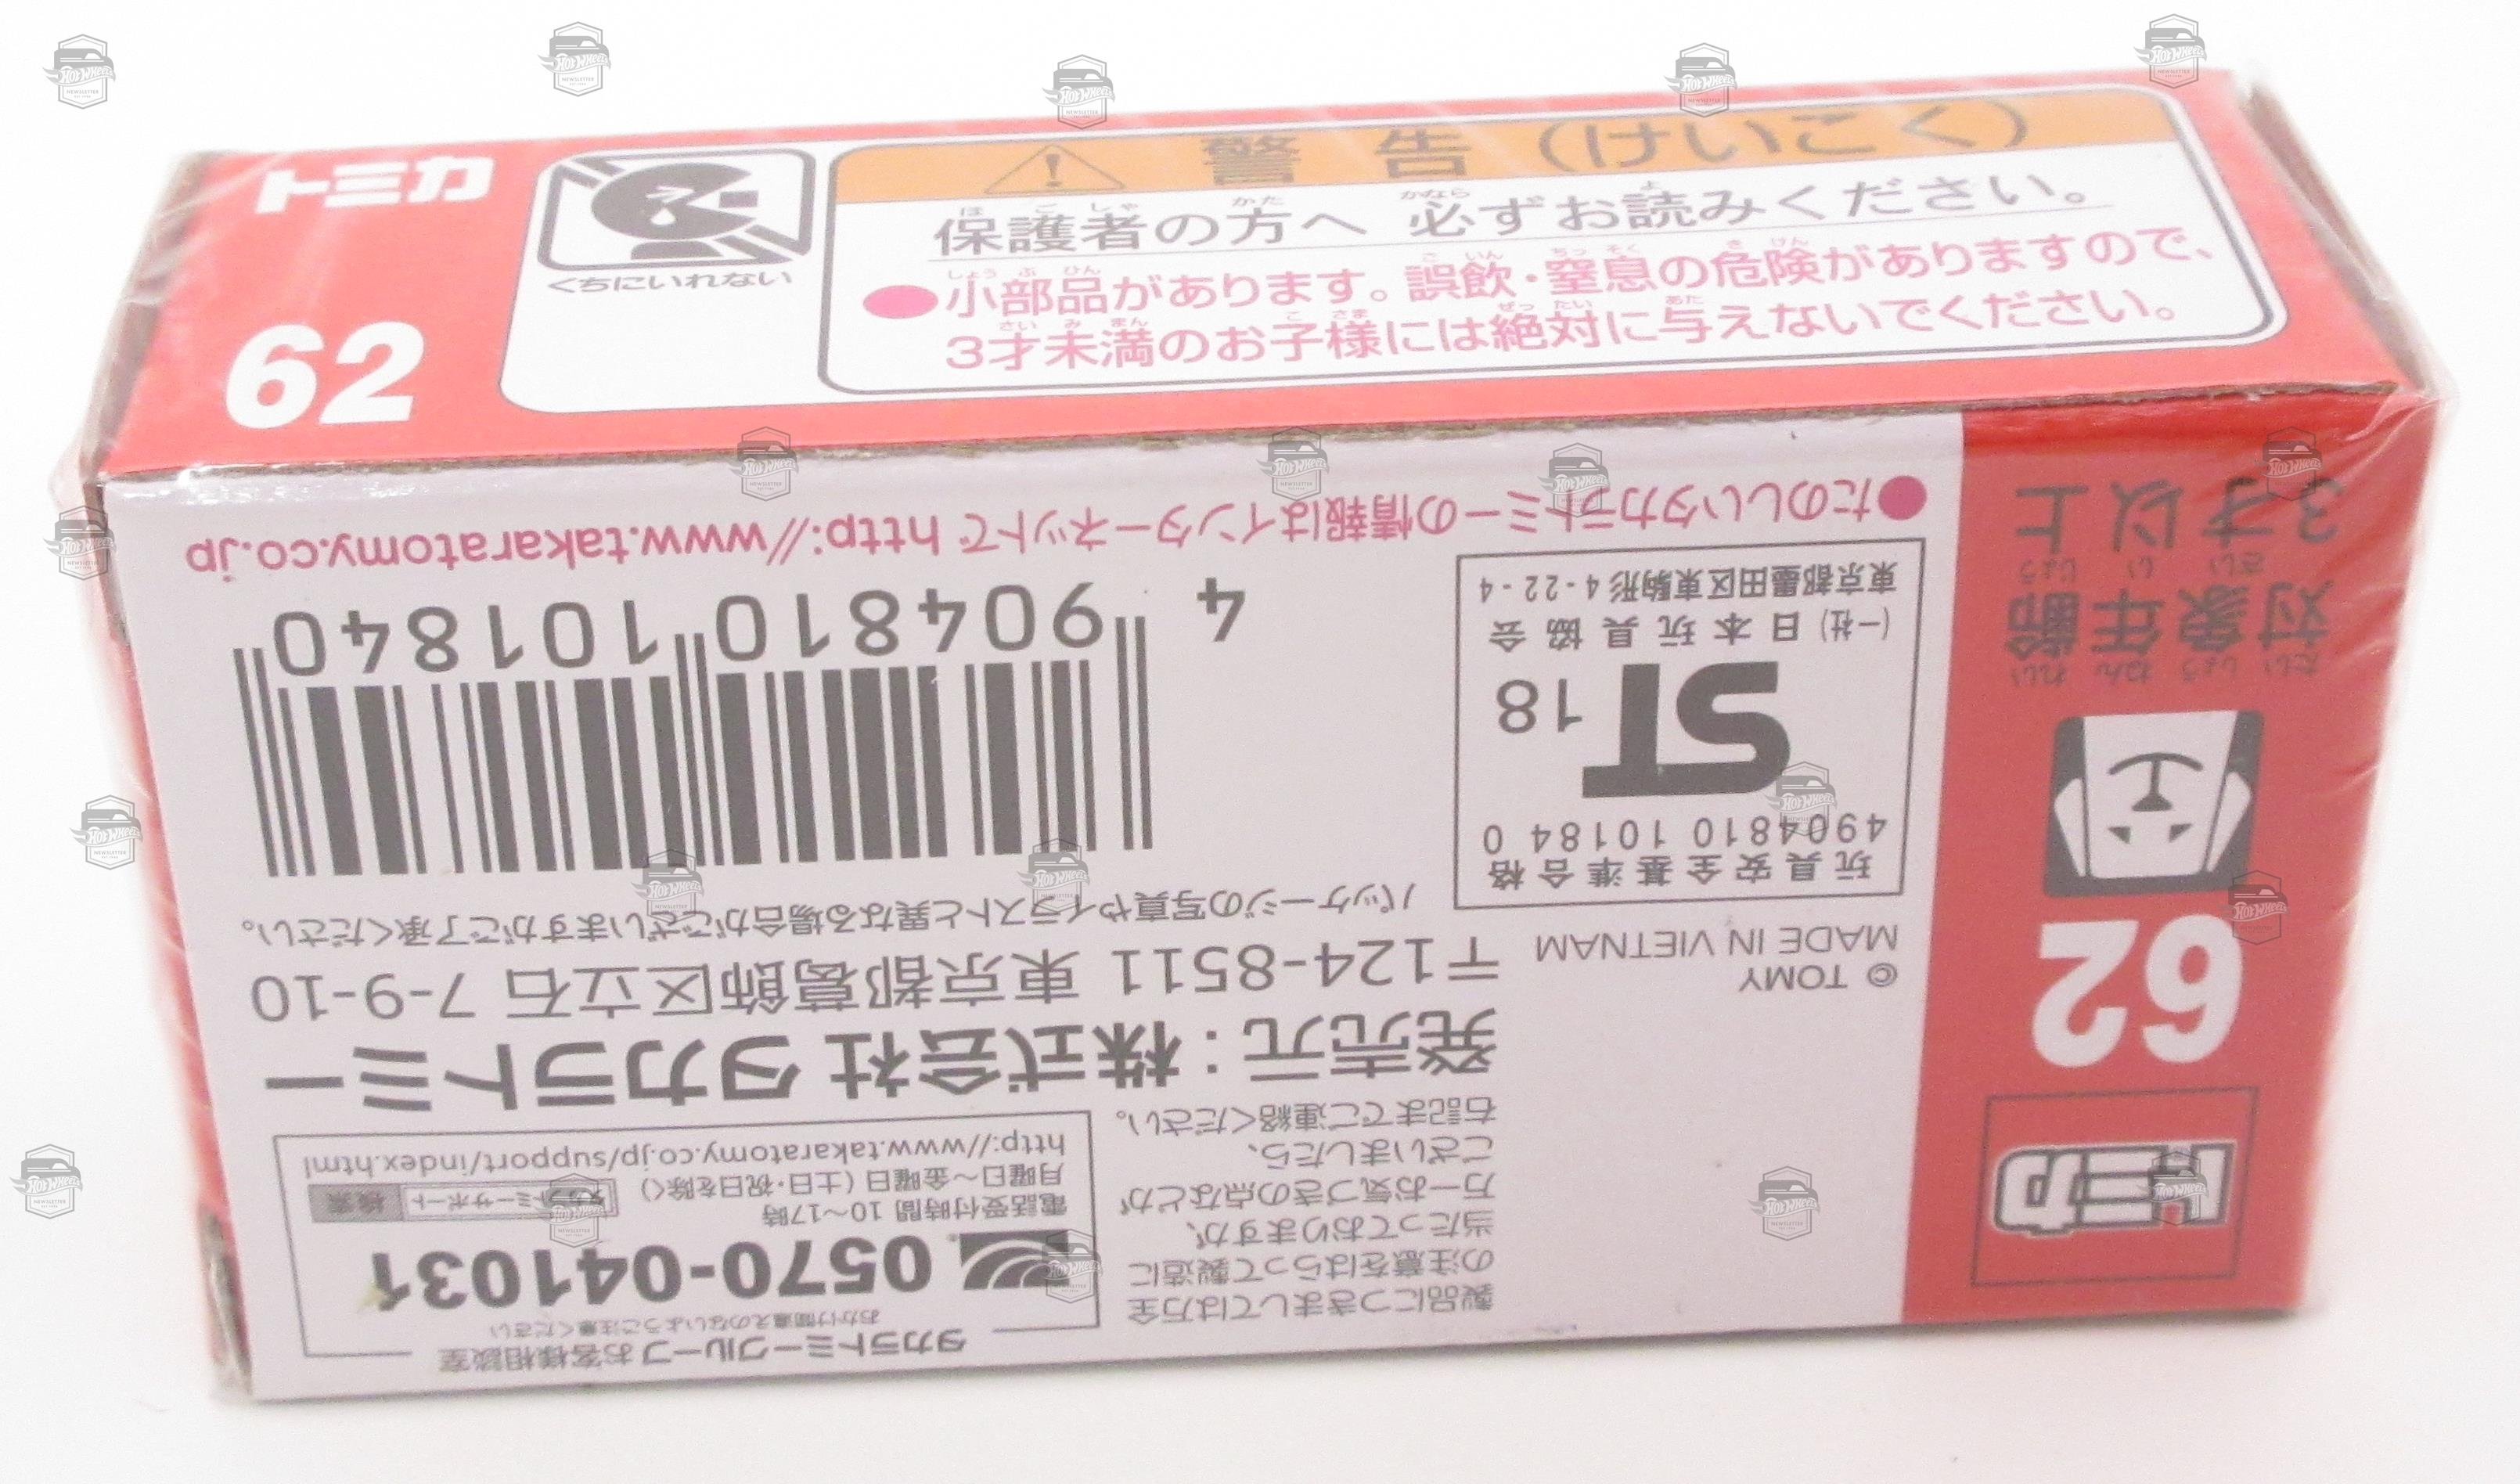 トミカ
62
くちにいれない
警告（けいこく）
保護者の方へ 必ずお読みください。
●小部品があります。誤飲・窒息の危険がありますので、
3才未満のお子様には絶対に与えないでください。
トミカ
62
対象年齢
3才以上
タカラトミーグループお客様相談室
おかけ間違えのないようご注意ください
0570-041031
電話受付時間 10〜17時
月曜日〜金曜日（土日・祝日を除く）
タカラトミーサポート 検索
http://www.takaratomy.co.jp/support/index.html
製品につきましては万全
の注意をはらって製造に
当たっておりますが、
万一お気づきの点などが
ございましたら、
右記までご連絡ください。
発売元：株式会社 タカラトミー
〒124-8511 東京都葛飾区立石 7-9-10
パッケージの写真やイラストと異なる場合がございますがご了承ください。
© TOMY
MADE IN VIETNAM
玩具安全基準合格
4904810 10184 0
ST 18
(一社) 日本玩具協会
東京都墨田区東駒形4-22-4
4 904810 101840
●たのしいタカラトミーの情報はインターネットで http://www.takaratomy.co.jp
Hot Wheels
NEWSLETTER